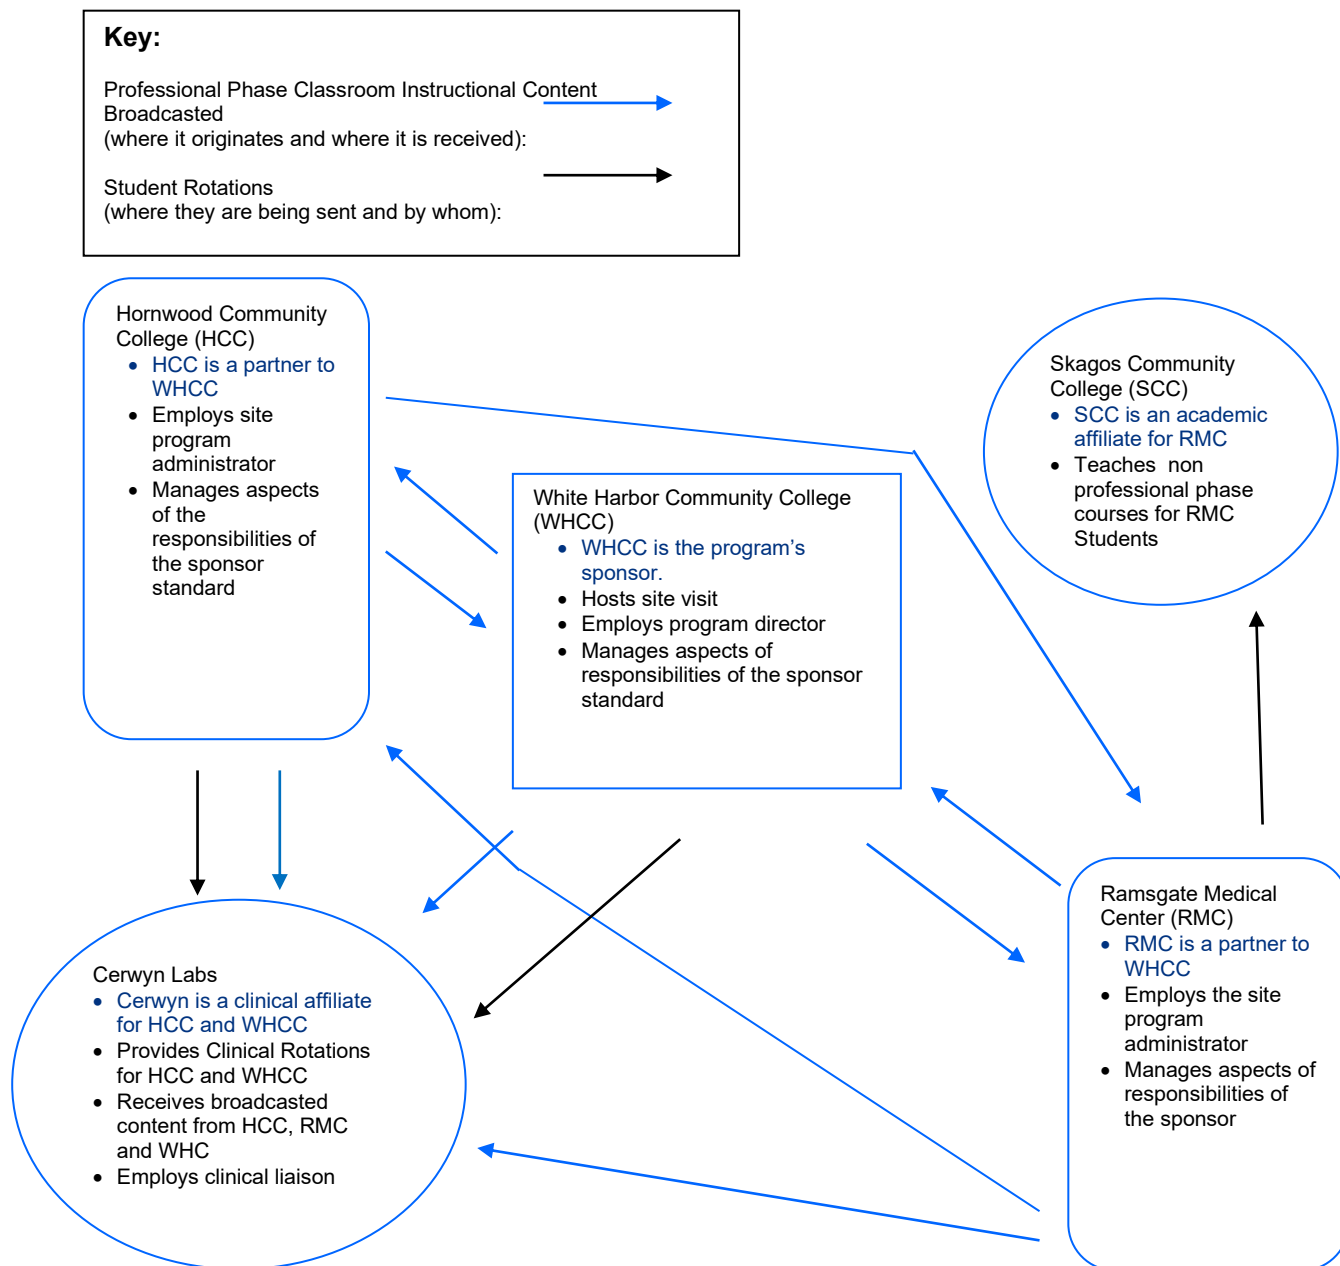 Key:
Professional Phase Classroom Instructional Content
Broadcasted
(where it originates and where it is received):
Student Rotations
(where they are being sent and by whom):
Hornwood Community
College (HCC)
• HCC is a partner to
WHCC
• Employs site
program
administrator
• Manages aspects
of the
responsibilities of
the sponsor
standard
White Harbor Community College
(WHCC)
• WHCC is the program's
sponsor.
• Hosts site visit
• Employs program director
• Manages aspects of
responsibilities of the sponsor
standard
Skagos Community
College (SCC)
• SCC is an academic
affiliate for RMC
• Teaches non
professional phase
courses for RMC
Students
Cerwyn Labs
• Cerwyn is a clinical affiliate
for HCC and WHCC
• Provides Clinical Rotations
for HCC and WHCC
• Receives broadcasted
content from HCC, RMC
and WHC
• Employs clinical liaison
Ramsgate Medical
Center (RMC)
• RMC is a partner to
WHCC
• Employs the site
program
administrator
• Manages aspects of
responsibilities of
the sponsor